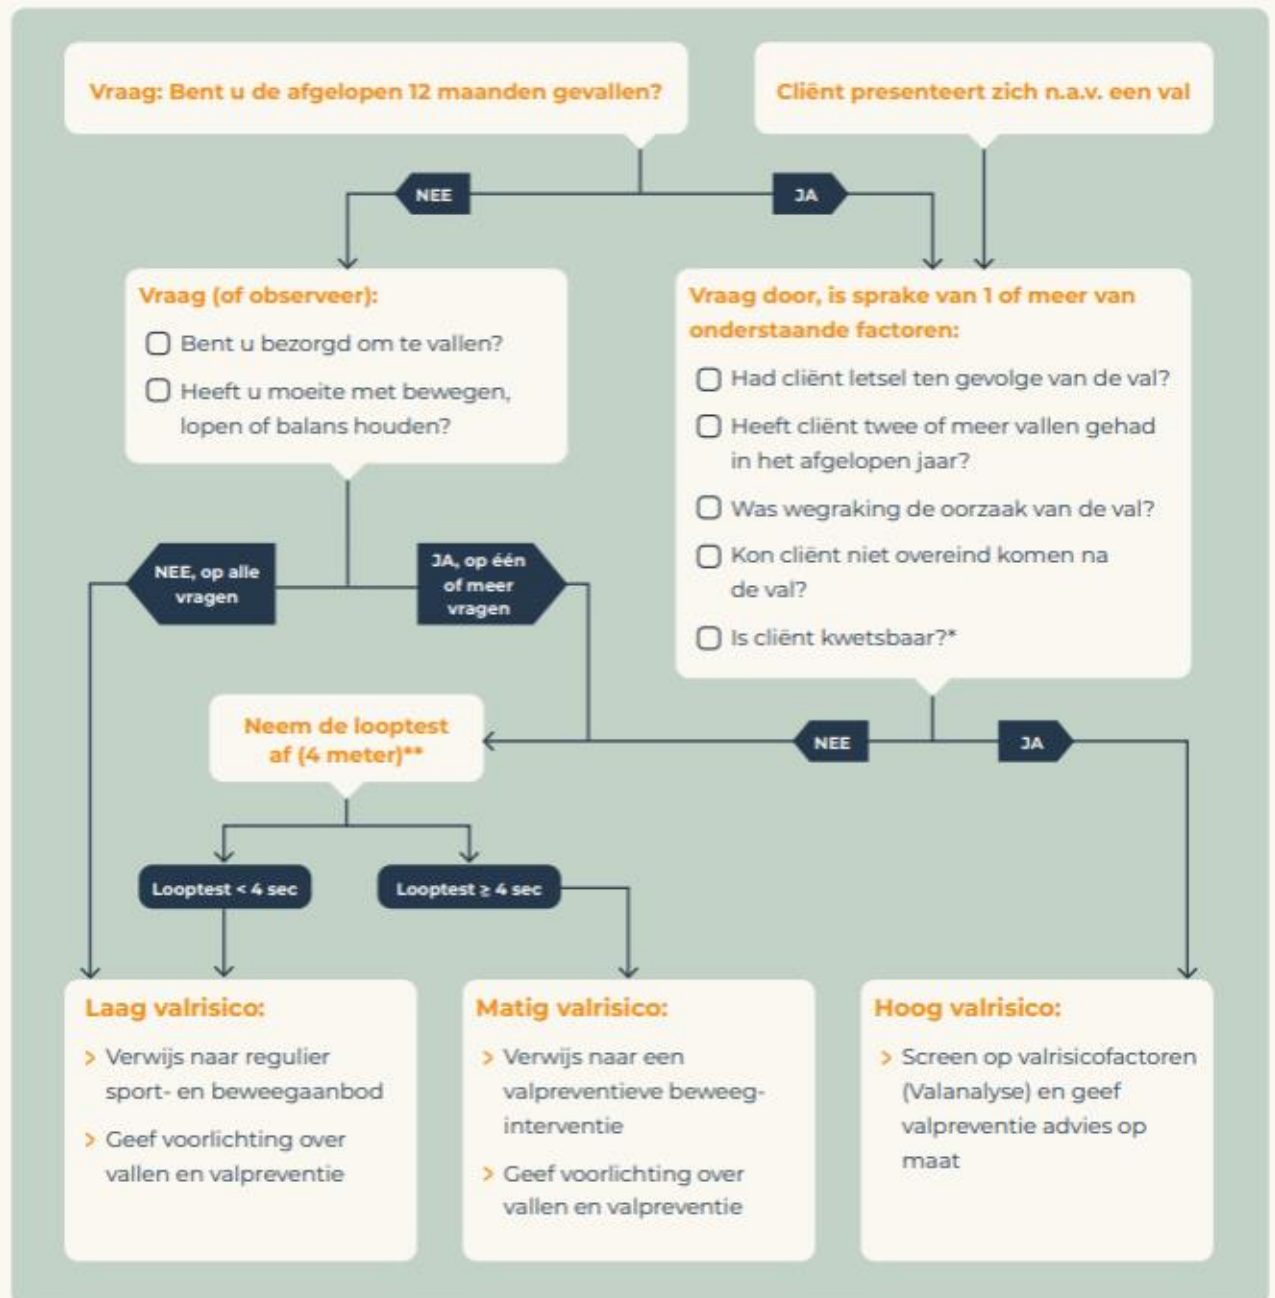 Vraag: Bent u de afgelopen 12 maanden gevallen?
Cliënt presenteert zich n.a.v. een val
NEE
JA
Vraag (of observeer):
Bent u bezorgd om te vallen?
Heeft u moeite met bewegen,
lopen of balans houden?
Vraag door, is sprake van 1 of meer van
onderstaande factoren:
Had cliënt letsel ten gevolge van de val?
Heeft cliënt twee of meer vallen gehad
in het afgelopen jaar?
Was wegraking de oorzaak van de val?
Kon cliënt niet overeind komen na
de val?
Is cliënt kwetsbaar?*
NEE, op alle
vragen
JA, op één
of meer
vragen
Neem de looptest
af (4 meter)**
NEE
JA
Looptest < 4 sec
Looptest ≥ 4 sec
Laag valrisico:
> Verwijs naar regulier
sport- en beweegaanbod
> Geef voorlichting over
vallen en valpreventie
Matig valrisico:
> Verwijs naar een
valpreventieve beweeg-
interventie
> Geef voorlichting over
vallen en valpreventie
Hoog valrisico:
> Screen op valrisicofactoren
(Valanalyse) en geef
valpreventie advies op
maat